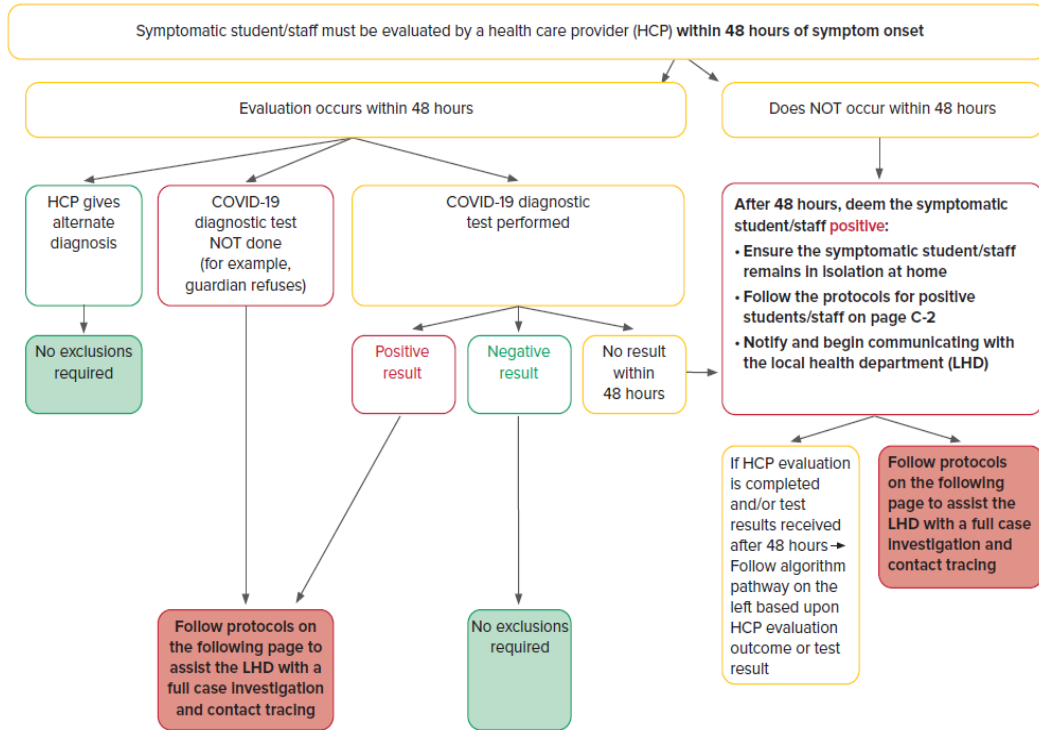 Symptomatic student/staff must be evaluated by a health care provider (HCP) within 48 hours of symptom onset
Evaluation occurs within 48 hours
Does NOT occur within 48 hours
HCP gives
alternate
diagnosis
COVID-19
diagnostic test
NOT done
(for example,
guardian refuses)
COVID-19 diagnostic
test performed
After 48 hours, deem the symptomatic
student/staff positive:
• Ensure the symptomatic student/staff
remains in isolation at home
• Follow the protocols for positive
students/staff on page C-2
• Notify and begin communicating with
the local health department (LHD)
No exclusions
required
Positive
result
Negative
result
No result
within
48 hours
If HCP evaluation
is completed
and/or test
results received
after 48 hours →
Follow algorithm
pathway on the
left based upon
HCP evaluation
outcome or test
result
Follow protocols
on the following
page to assist the
LHD with a full case
investigation and
contact tracing
Follow protocols on
the following page to
assist the LHD with a
full case investigation
and contact tracing
No exclusions
required